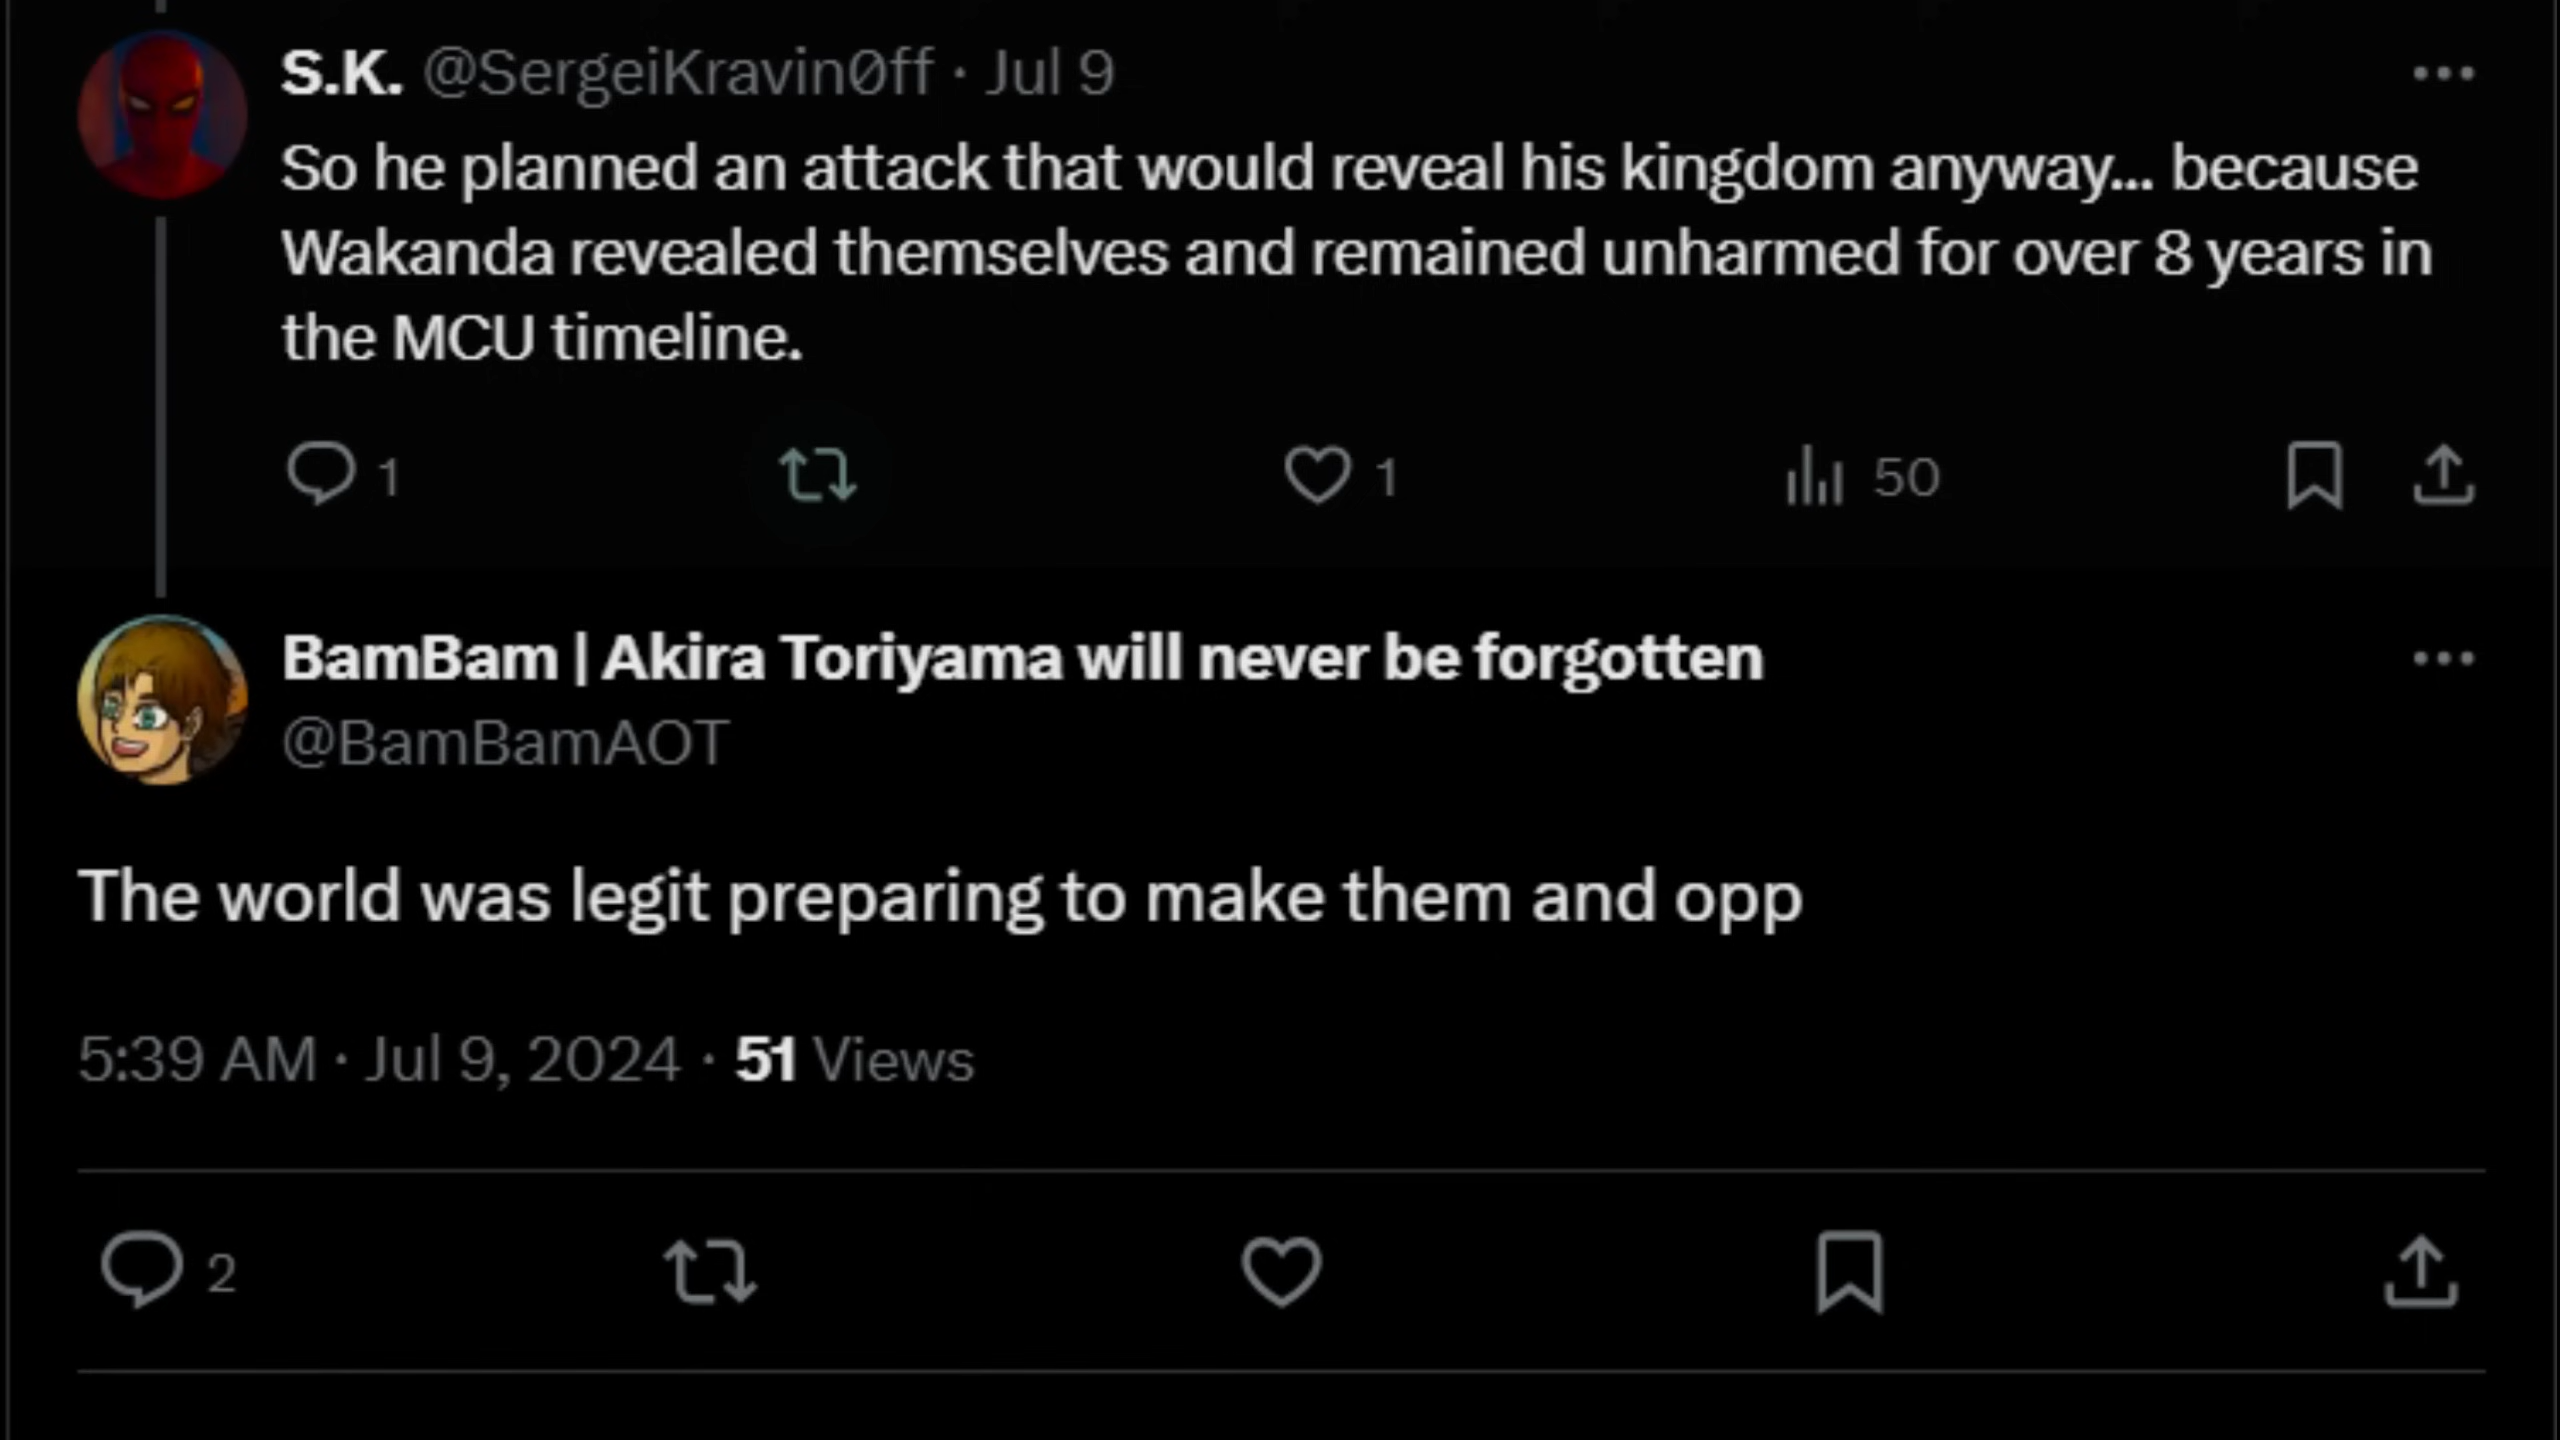 S.K. @SergeiKravin0ff · Jul 9
So he planned an attack that would reveal his kingdom anyway... because
Wakanda revealed themselves and remained unharmed for over 8 years in
the MCU timeline.
1 1 50
BamBam | Akira Toriyama will never be forgotten
@BamBamAOT
The world was legit preparing to make them and opp
5:39 AM · Jul 9, 2024 · 51 Views
2